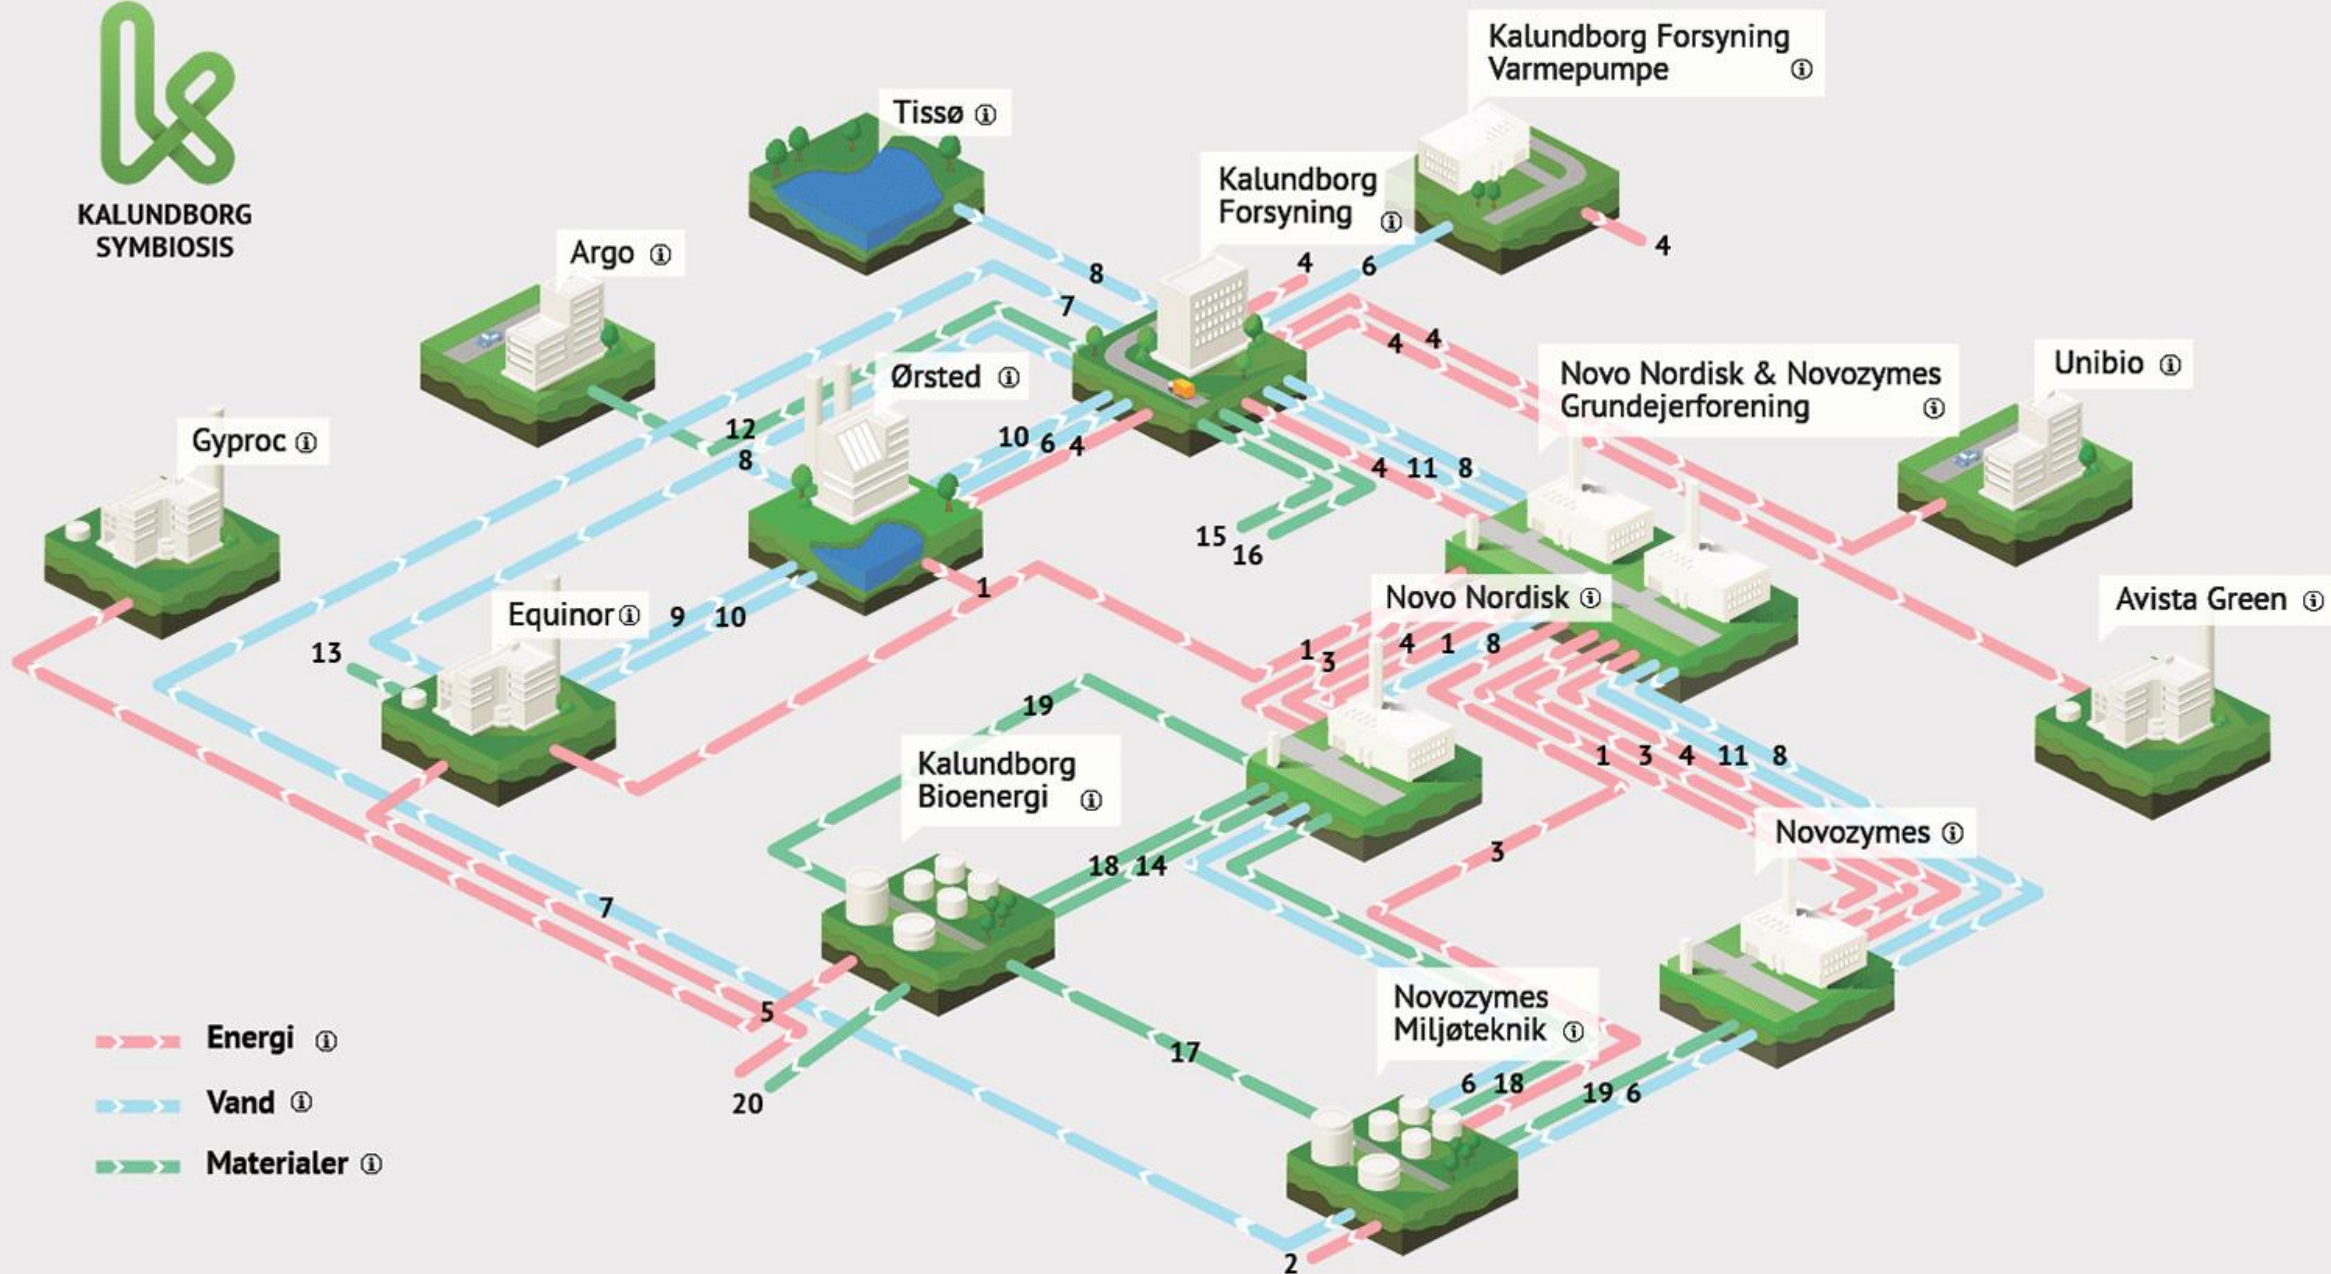 KALUNDBORG
SYMBIOSIS
Kalundborg Forsyning
Varmepumpe
Tissø
Kalundborg
Forsyning
Argo
4
4
6
8
7
4
4
Ørsted
Novo Nordisk & Novozymes
Grundejerforening
Unibio
Gyproc
12
8
10
6
4
4
11
8
15
16
1
Novo Nordisk
Avista Green
Equinor
9
10
13
1
3
4
1
8
19
Kalundborg
Bioenergi
1
3
4
11
8
Novozymes
3
18
14
7
Novozymes
Miljøteknik
5
17
20
6
18
19
6
2
Energi
Vand
Materialer